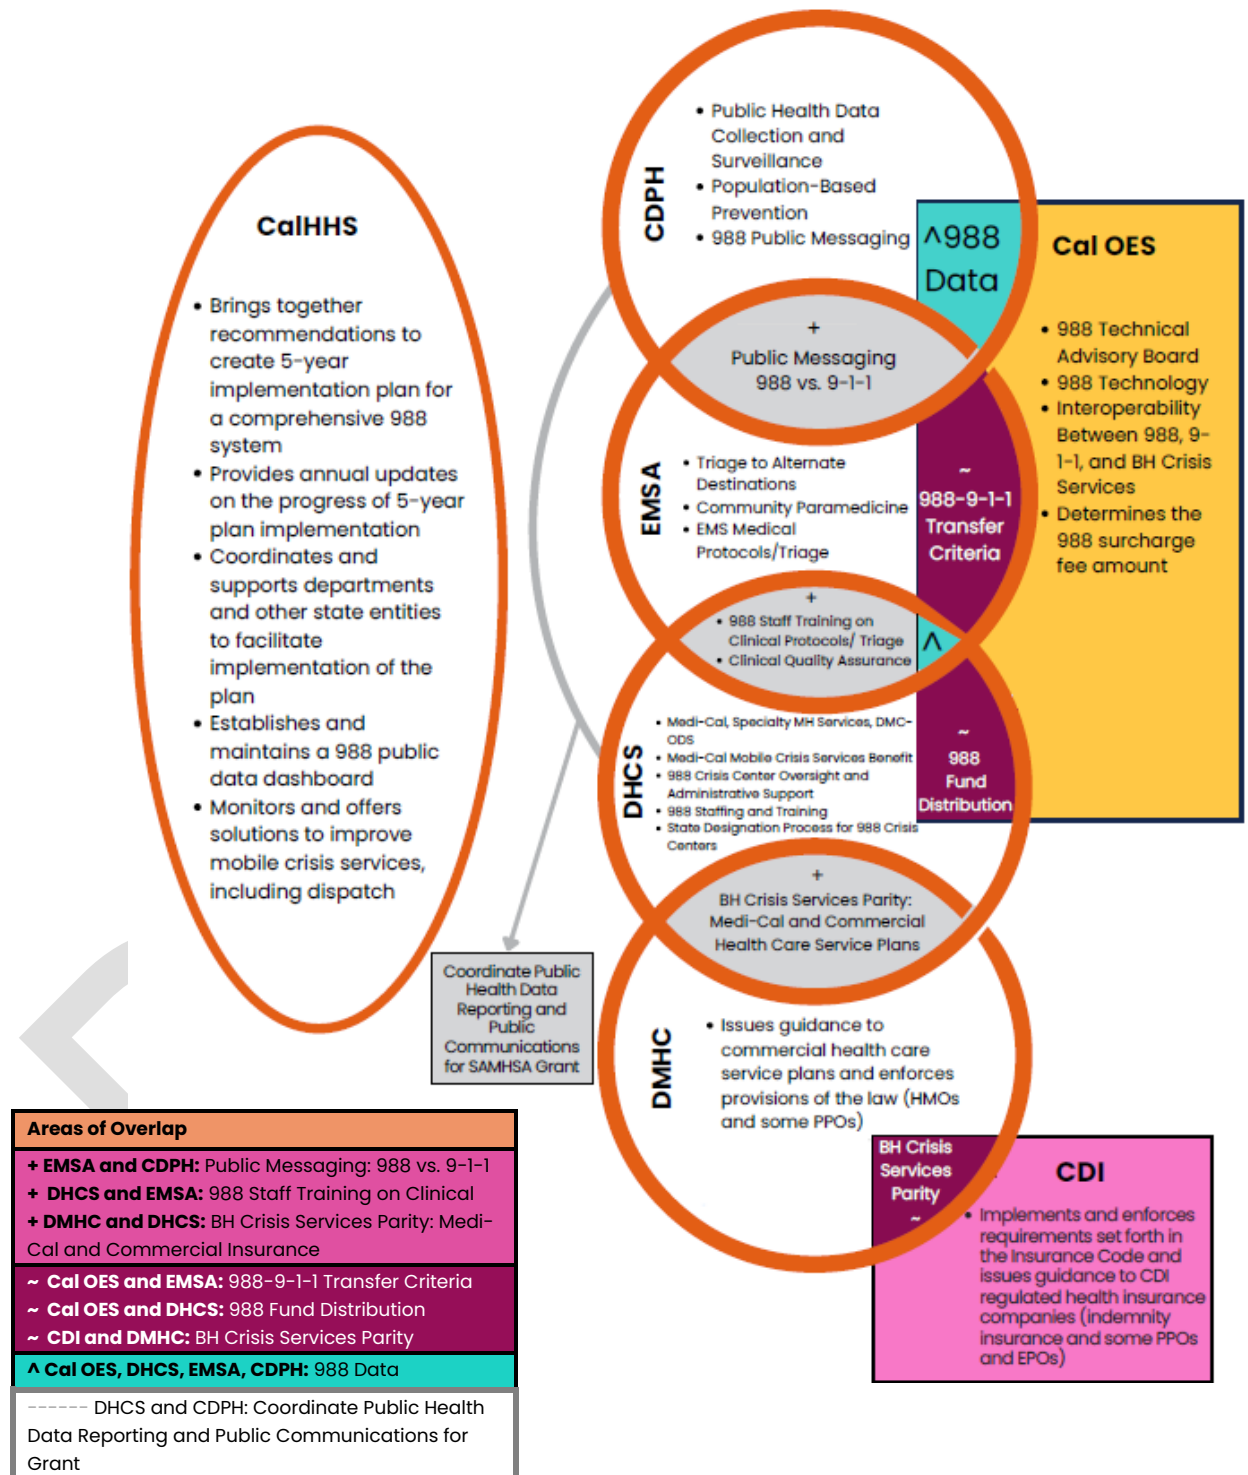 CalHHS
• Brings together
recommendations to
create 5-year
implementation plan for
a comprehensive 988
system
• Provides annual updates
on the progress of 5-year
plan implementation
• Coordinates and
supports departments
and other state entities
to facilitate
implementation of the
plan
• Establishes and
maintains a 988 public
data dashboard
• Monitors and offers
solutions to improve
mobile crisis services,
including dispatch
CDPH
• Public Health Data
Collection and
Surveillance
• Population-Based
Prevention
• 988 Public Messaging
^988
Data
Cal OES
• 988 Technical
Advisory Board
• 988 Technology
• Interoperability
Between 988, 9-
1-1, and BH Crisis
Services
• Determines the
988 surcharge
fee amount
+
Public Messaging
988 vs. 9-1-1
EMSA
• Triage to Alternate
Destinations
• Community Paramedicine
• EMS Medical
Protocols/Triage
~
988-9-1-1
Transfer
Criteria
+
• 988 Staff Training on
Clinical Protocols/ Triage
• Clinical Quality Assurance
^
DHCS
• Medi-Cal, Specialty MH Services, DMC-
ODS
• Medi-Cal Mobile Crisis Services Benefit
• 988 Crisis Center Oversight and
Administrative Support
• 988 Staffing and Training
• State Designation Process for 988 Crisis
Centers
~
988
Fund
Distribution
+
BH Crisis Services Parity:
Medi-Cal and Commercial
Health Care Service Plans
Coordinate Public
Health Data
Reporting and
Public
Communications
for SAMHSA Grant
DMHC
• Issues guidance to
commercial health care
service plans and enforces
provisions of the law (HMOs
and some PPOs)
BH Crisis
Services
Parity
~
CDI
• Implements and enforces
requirements set forth in
the Insurance Code and
issues guidance to CDI
regulated health insurance
companies (indemnity
insurance and some PPOs
and EPOs)
Areas of Overlap
+ EMSA and CDPH: Public Messaging: 988 vs. 9-1-1
+ DHCS and EMSA: 988 Staff Training on Clinical
+ DMHC and DHCS: BH Crisis Services Parity: Medi-
Cal and Commercial Insurance
~ Cal OES and EMSA: 988-9-1-1 Transfer Criteria
~ Cal OES and DHCS: 988 Fund Distribution
~ CDI and DMHC: BH Crisis Services Parity
^ Cal OES, DHCS, EMSA, CDPH: 988 Data
------ DHCS and CDPH: Coordinate Public Health
Data Reporting and Public Communications for
Grant